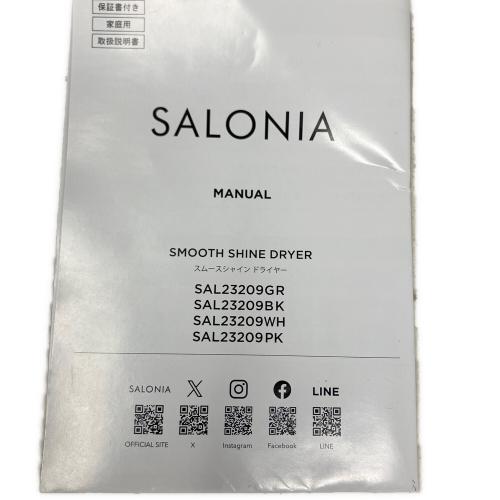 保証書付き
家庭用
取扱説明書
SALONIA
MANUAL
SMOOTH SHINE DRYER
スムースシャイン ドライヤー
SAL23209GR
SAL23209BK
SAL23209WH
SAL23209PK
SALONIA X LINE
OFFICIAL SITE X Instagram Facebook LINE